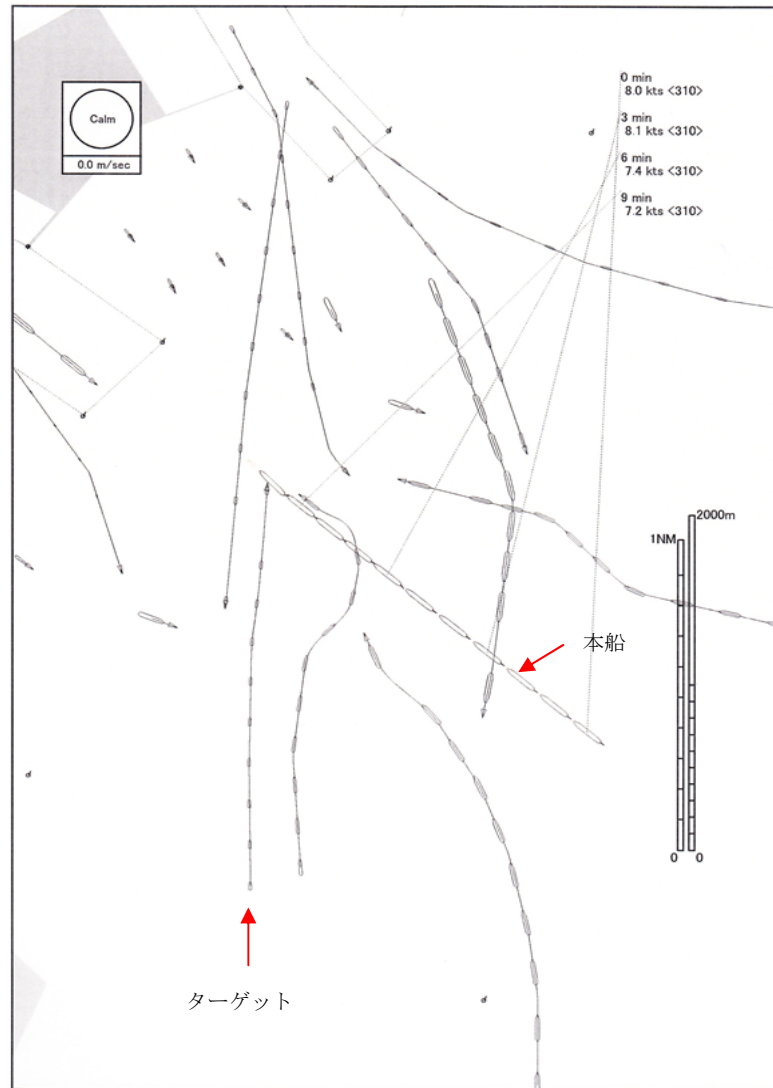 Calm
0.0 m/sec
0 min
8.0 kts <310>
3 min
8.1 kts <310>
6 min
7.4 kts <310>
9 min
7.2 kts <310>
2000m
1NM
本船
0
0
ターゲット